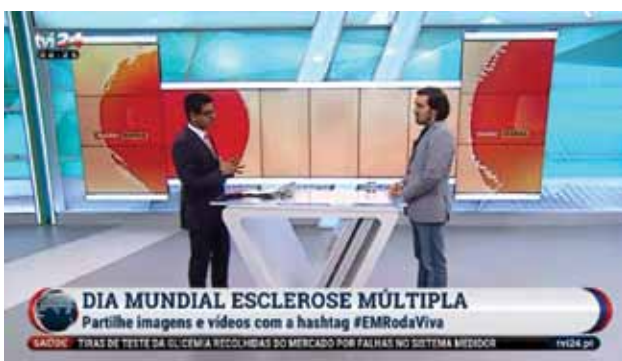 tvi24
DIA MUNDIAL ESCLEROSE MÚLTIPLA
Partilhe imagens e vídeos com a hashtag #EMRodaViva
SAÚDE TIRAS DE TESTE DA GLICEMIA RECOLHIDAS DO MERCADO POR FALHAS NO SISTEMA MEDIDOR tvi24.pt